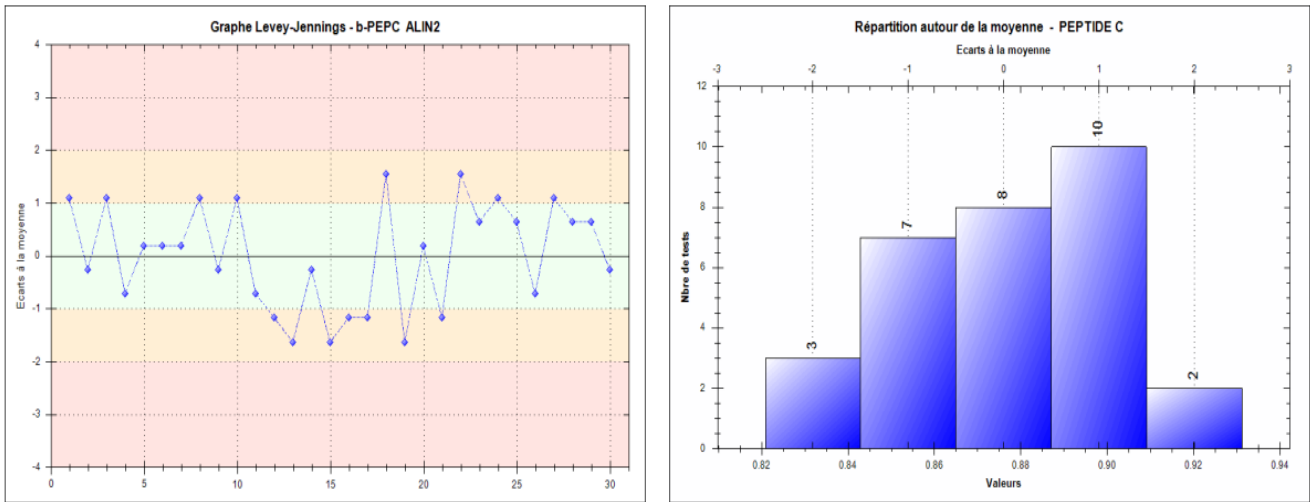 Graphe Levey-Jennings - b-PEPC ALIN2
Ecarts à la moyenne
4
3
2
1
0
-1
-2
-3
-4
0 5 10 15 20 25 30
Répartition autour de la moyenne - PEPTIDE C
Ecarts à la moyenne
-3 -2 -1 0 1 2 3
Nbre de tests
12
10
8
6
4
2
0
3
7
8
10
2
0.82 0.84 0.86 0.88 0.90 0.92 0.94
Valeurs